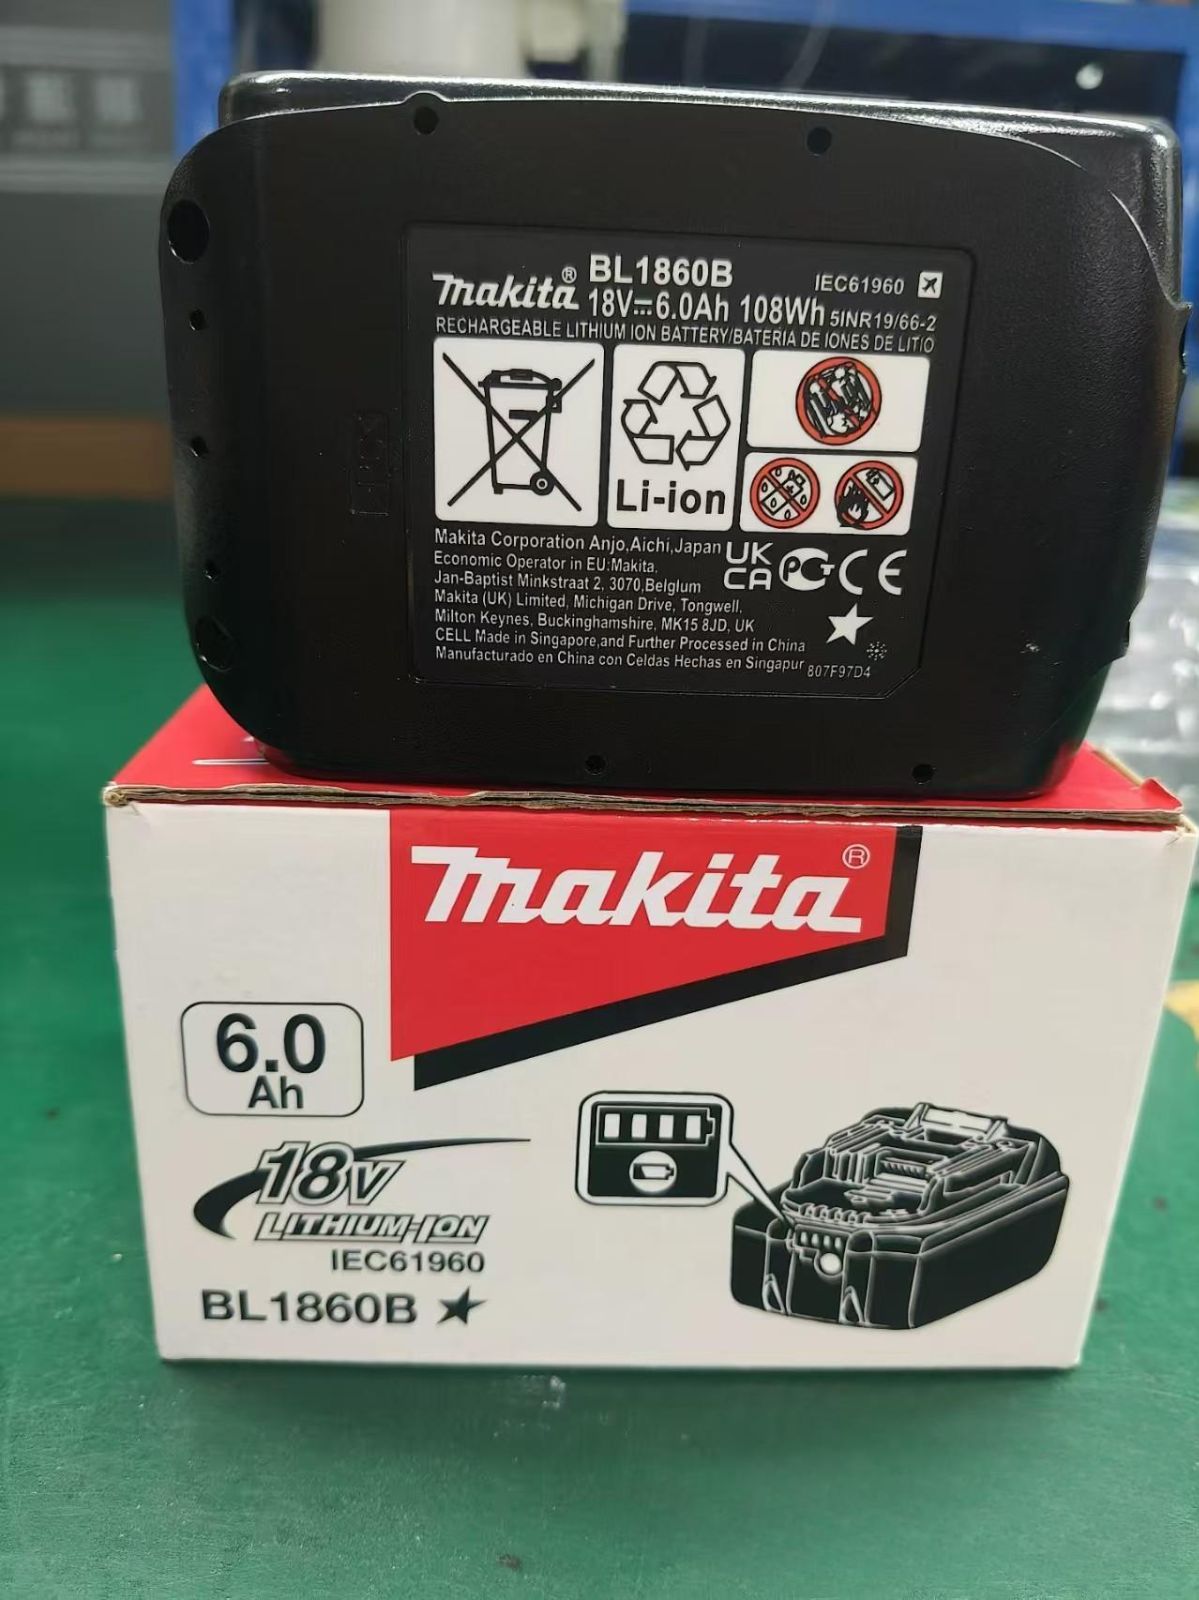 BL1860B
IEC61960
makita®
18V⎓6.0Ah 108Wh
5INR19/66-2
RECHARGEABLE LITHIUM ION BATTERY/BATERIA DE IONES DE LITIO
Li-ion
Makita Corporation Anjo,Aichi,Japan
Economic Operator in EU:Makita.
Jan-Baptist Minkstraat 2, 3070,Belgium
Makita (UK) Limited, Michigan Drive, Tongwell,
Milton Keynes, Buckinghamshire, MK15 8JD, UK
CELL Made in Singapore,and Further Processed in China
Manufacturado en China con Celdas Hechas en Singapur
UK
CA
CE
807F97D4
makita®
6.0
Ah
18V
LITHIUM-ION
IEC61960
BL1860B